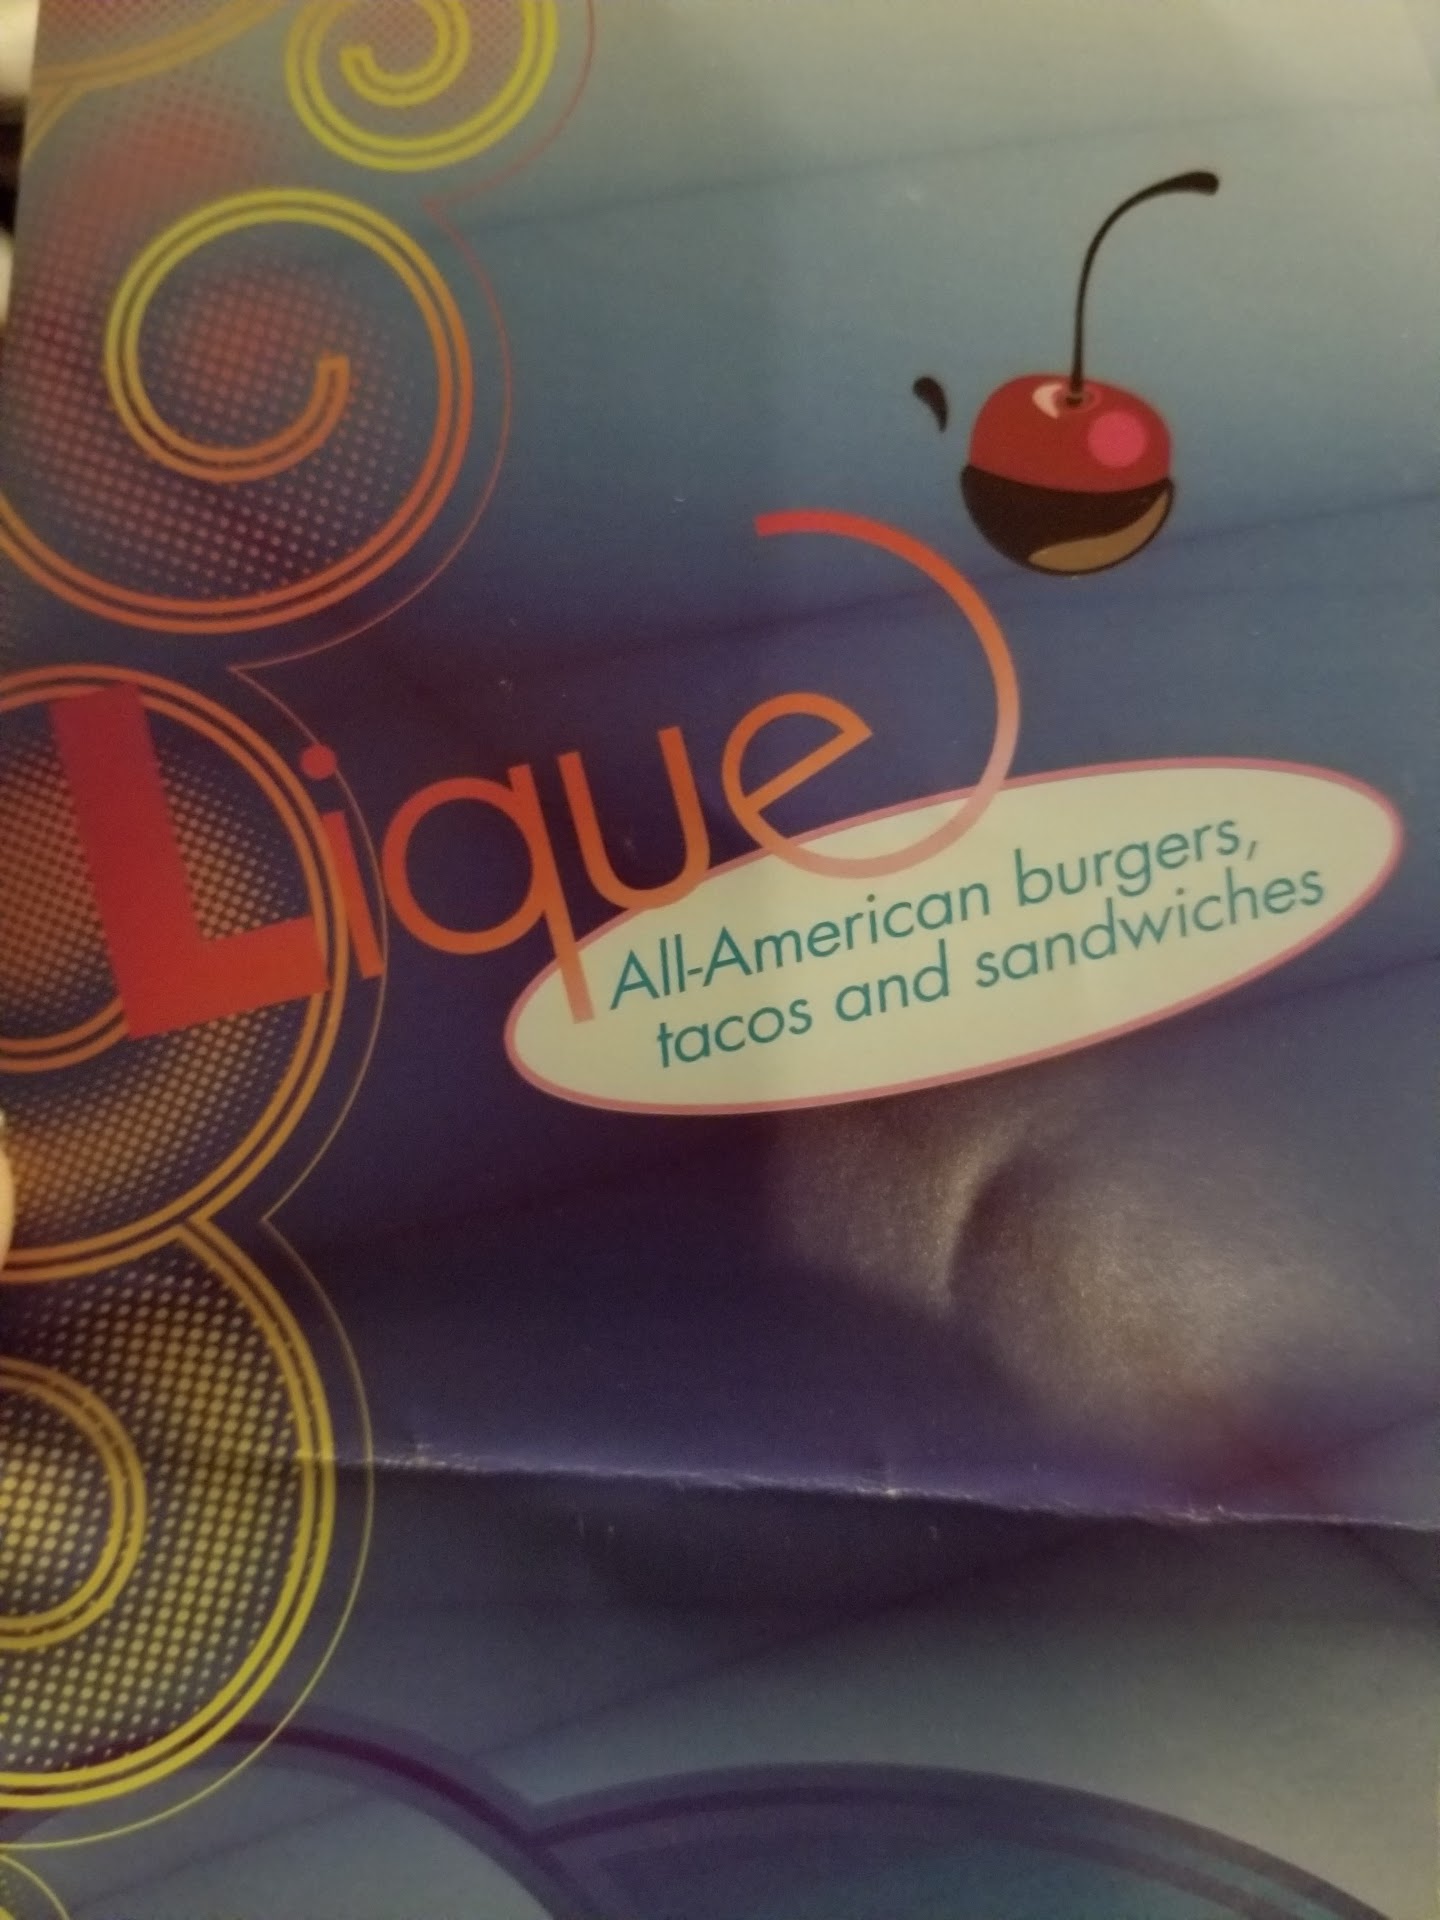 Lique
All-American burgers,
tacos and sandwiches